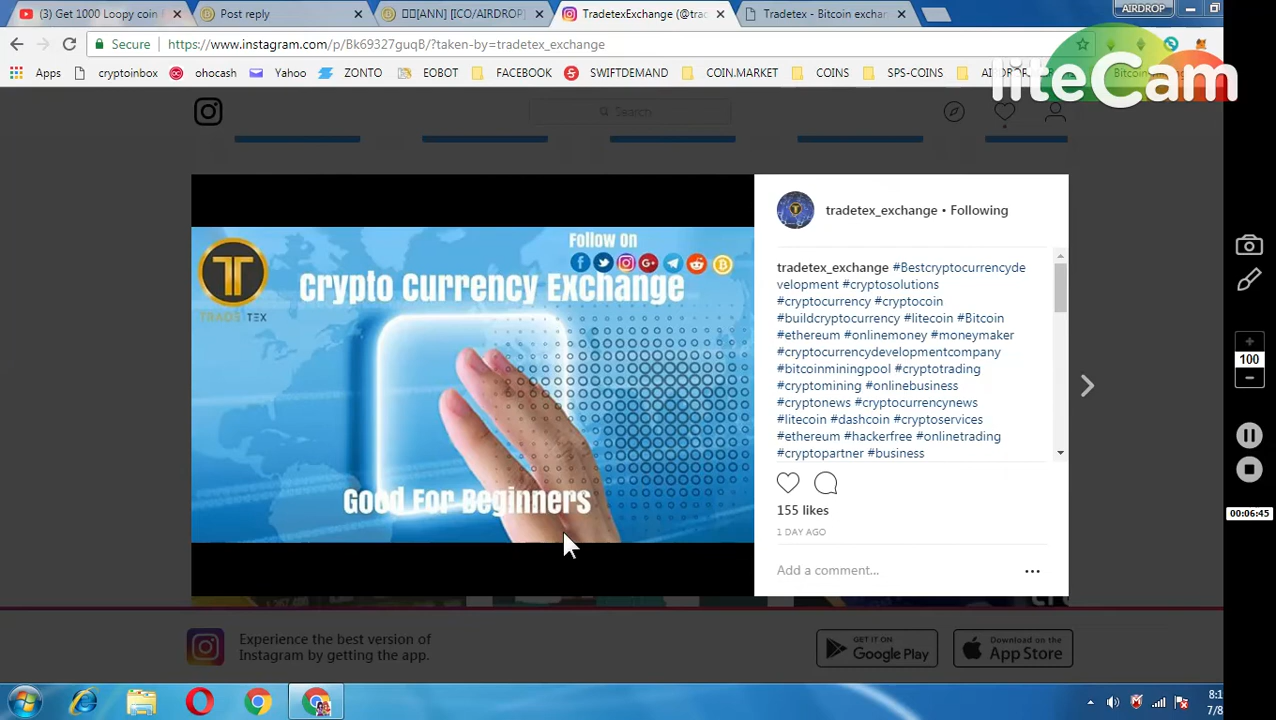 (3) Get 1000 Loopy coin
Post reply
[ANN] [ICO/AIRDROP]
TradetexExchange (@trac
Tradetex - Bitcoin exchan
AIRDROP
Secure
https://www.instagram.com/p/Bk69327guqB/?taken-by=tradetex_exchange
Apps
cryptoinbox
ohocash
Yahoo
ZONTO
EOBOT
FACEBOOK
SWIFTDEMAND
COIN.MARKET
COINS
SPS-COINS
liteCam
Search
Follow On
Crypto Currency Exchange
TRADE TEX
Good For Beginners
tradetex_exchange • Following
tradetex_exchange #Bestcryptocurrencyde
velopment #cryptosolutions
#cryptocurrency #cryptocoin
#buildcryptocurrency #litecoin #Bitcoin
#ethereum #onlinemoney #moneymaker
#cryptocurrencydevelopmentcompany
#bitcoinminingpool #cryptotrading
#cryptomining #onlinebusiness
#cryptonews #cryptocurrencynews
#litecoin #dashcoin #cryptoservices
#ethereum #hackerfree #onlinetrading
#cryptopartner #business
155 likes
1 DAY AGO
Add a comment...
100
00:06:45
Experience the best version of
Instagram by getting the app.
GET IT ON
Google Play
Download on the
App Store
8:1
7/8